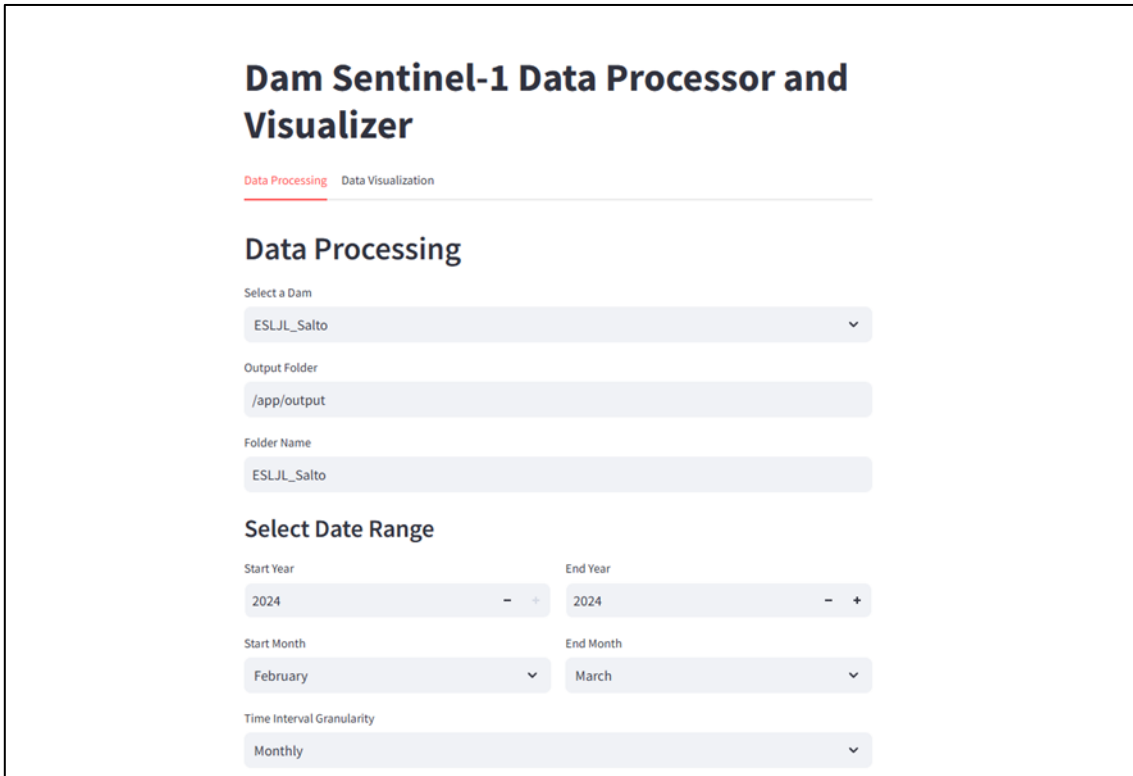 Dam Sentinel-1 Data Processor and
Visualizer
Data Processing Data Visualization
Data Processing
Select a Dam
ESLJL_Salto
Output Folder
/app/output
Folder Name
ESLJL_Salto
Select Date Range
Start Year End Year
2024 - + 2024 - +
Start Month End Month
February March
Time Interval Granularity
Monthly